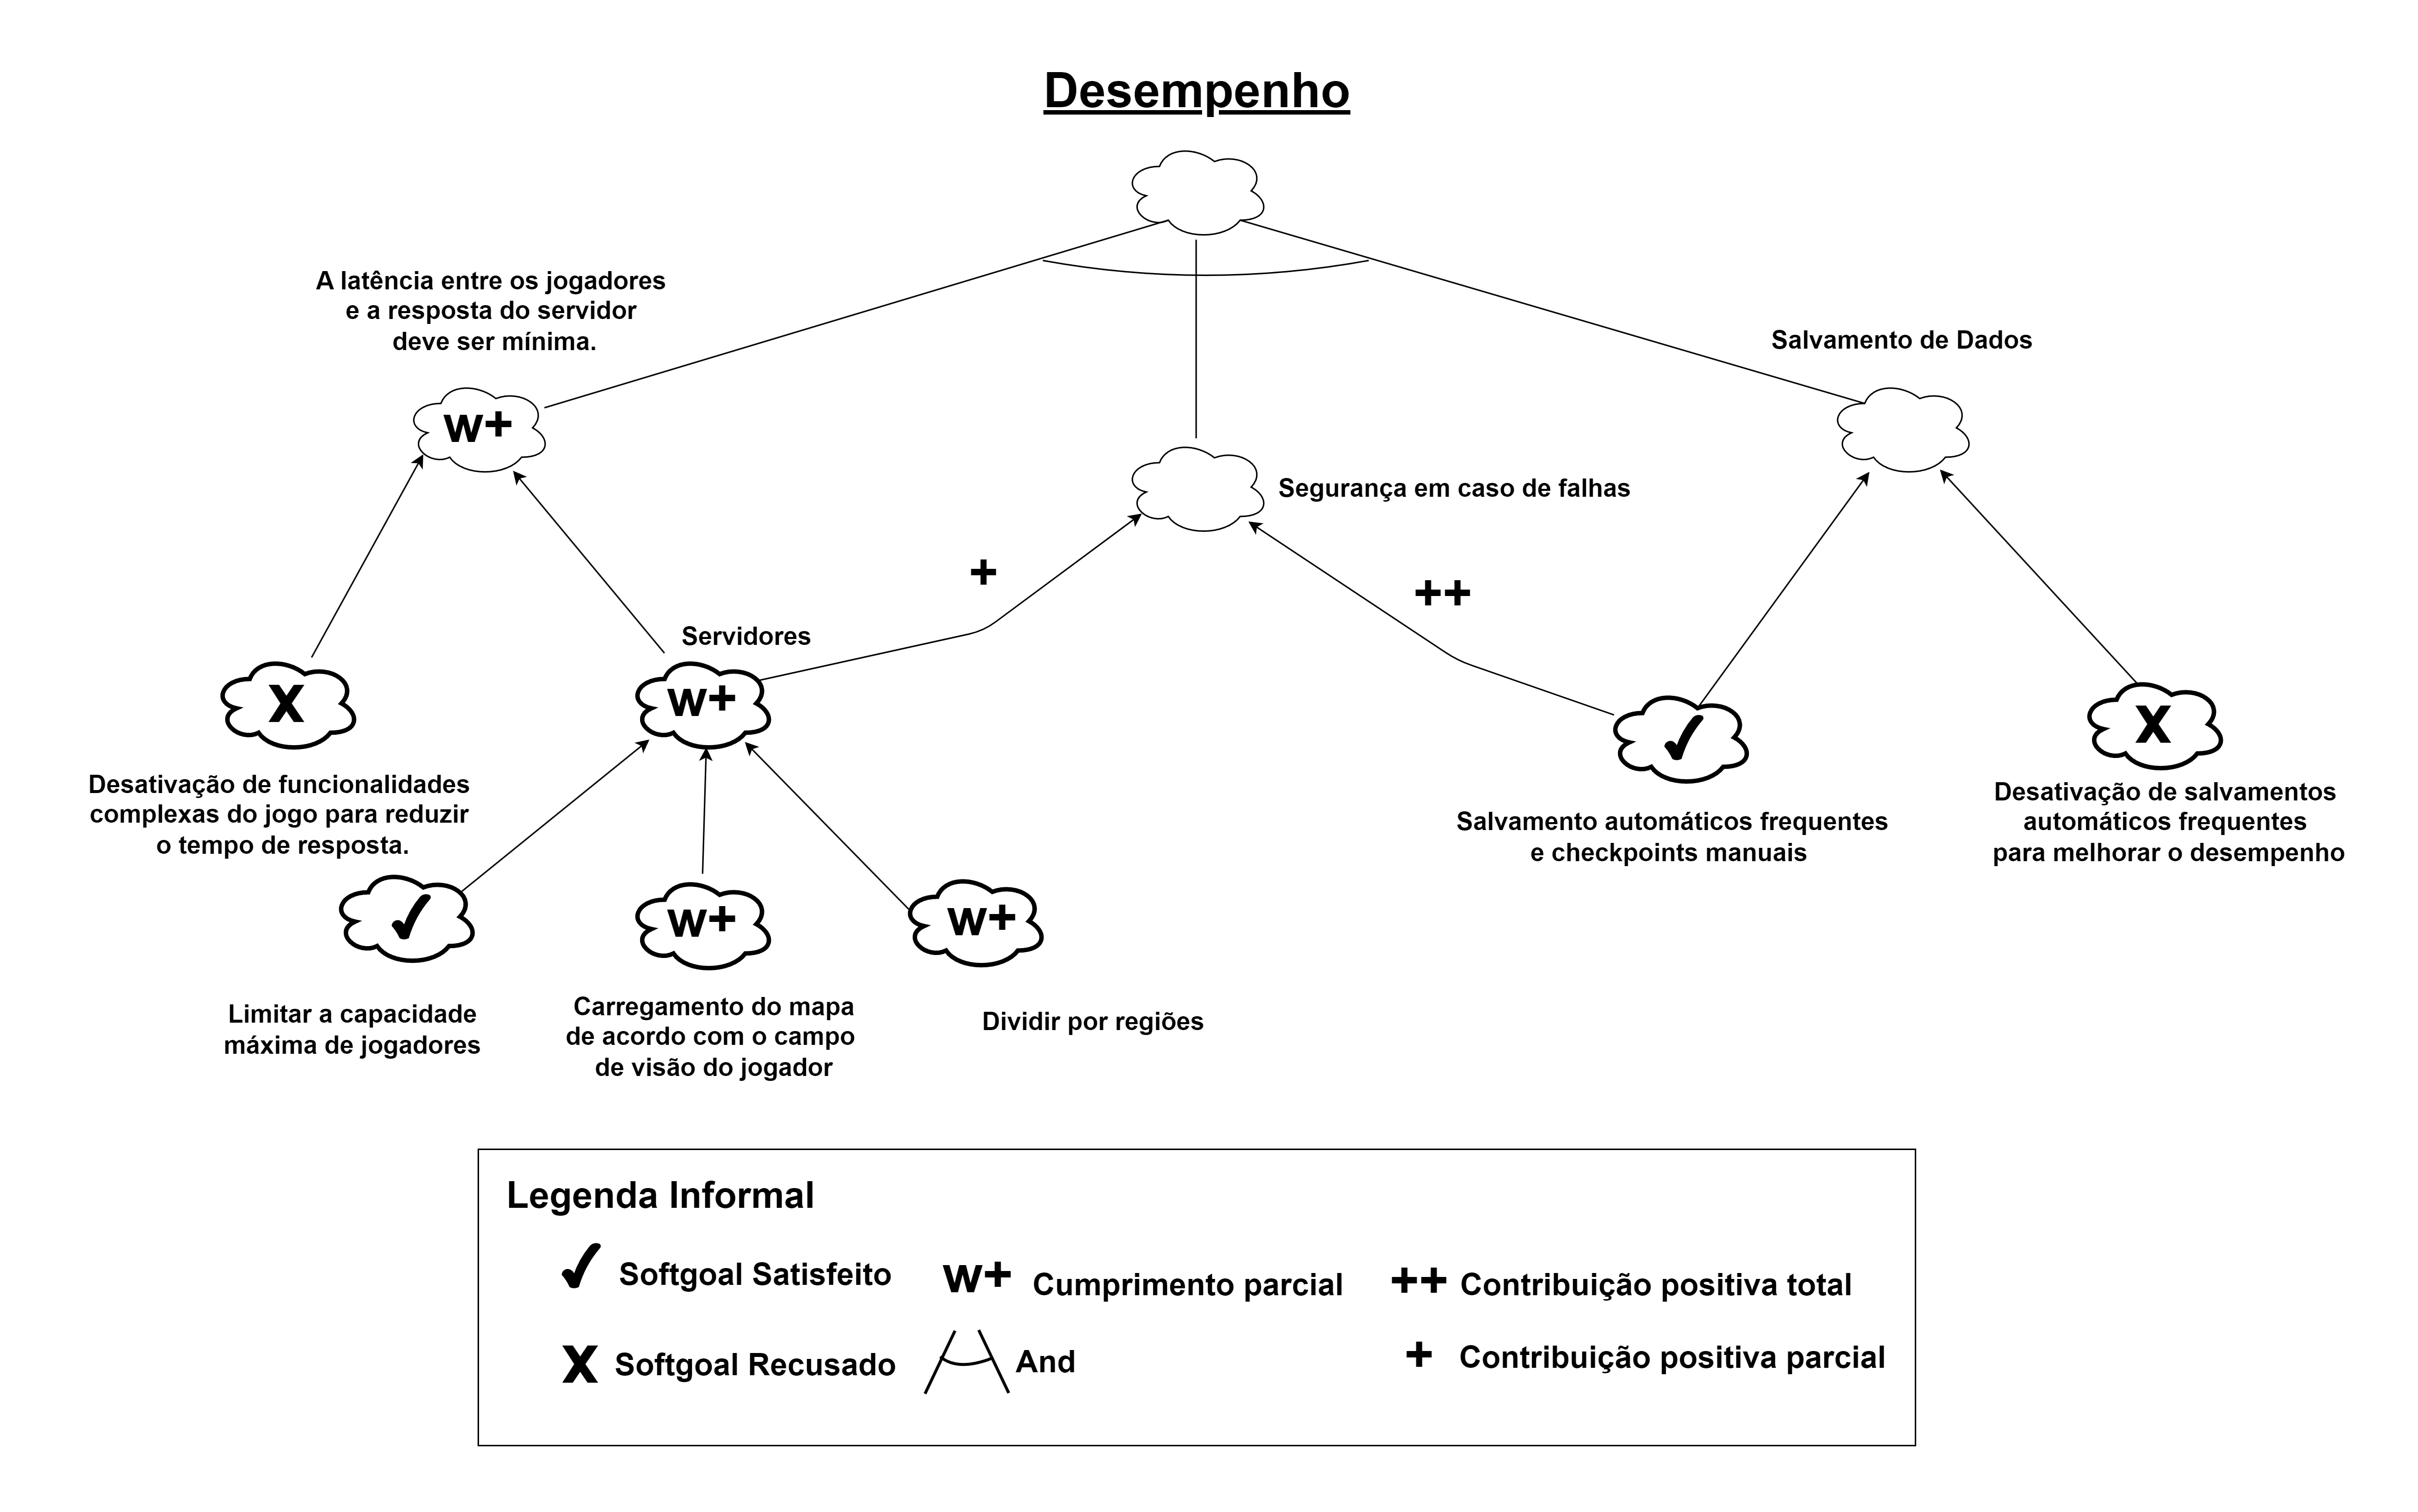 Desempenho
A latência entre os jogadores
e a resposta do servidor
deve ser mínima.
Salvamento de Dados
w+
Segurança em caso de falhas
+
++
Servidores
X
w+
✓
X
Desativação de funcionalidades
complexas do jogo para reduzir
o tempo de resposta.
Salvamento automáticos frequentes
e checkpoints manuais
Desativação de salvamentos
automáticos frequentes
para melhorar o desempenho
✓
w+
w+
Limitar a capacidade
máxima de jogadores
Carregamento do mapa
de acordo com o campo
de visão do jogador
Dividir por regiões
Legenda Informal
✓ Softgoal Satisfeito
w+ Cumprimento parcial
++ Contribuição positiva total
X Softgoal Recusado
And
+ Contribuição positiva parcial